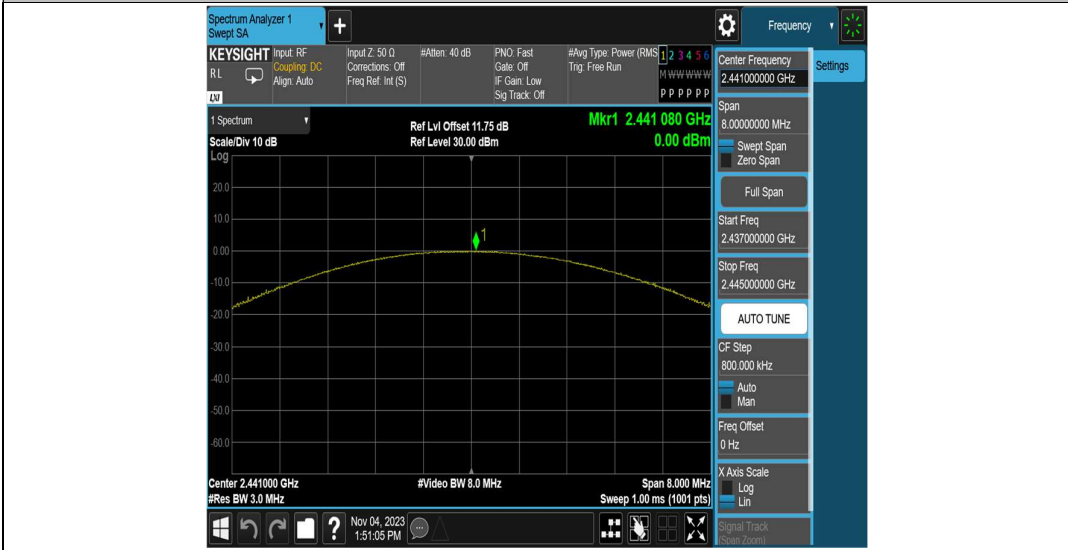 Spectrum Analyzer 1
Swept SA
+
Frequency
KEYSIGHT
RL
LXI
Input: RF
Coupling: DC
Align: Auto
Input Z: 50 Ω
Corrections: Off
Freq Ref: Int (S)
#Atten: 40 dB
PNO: Fast
Gate: Off
IF Gain: Low
Sig Track: Off
#Avg Type: Power (RMS
Trig: Free Run
1 2 3 4 5 6
M W W W W W
P P P P P P
Center Frequency
2.441000000 GHz
Settings
Span
8.00000000 MHz
Swept Span
Zero Span
Full Span
Start Freq
2.437000000 GHz
Stop Freq
2.445000000 GHz
AUTO TUNE
CF Step
800.000 kHz
Auto
Man
Freq Offset
0 Hz
X Axis Scale
Log
Lin
Signal Track
(Span Zoom)
1 Spectrum
Scale/Div 10 dB
Log
Ref Lvl Offset 11.75 dB
Ref Level 30.00 dBm
Mkr1 2.441 080 GHz
0.00 dBm
1
20.0
10.0
0.00
-10.0
-20.0
-30.0
-40.0
-50.0
-60.0
Center 2.441000 GHz
#Video BW 8.0 MHz
Span 8.000 MHz
#Res BW 3.0 MHz
Sweep 1.00 ms (1001 pts)
?
Nov 04, 2023
1:51:05 PM